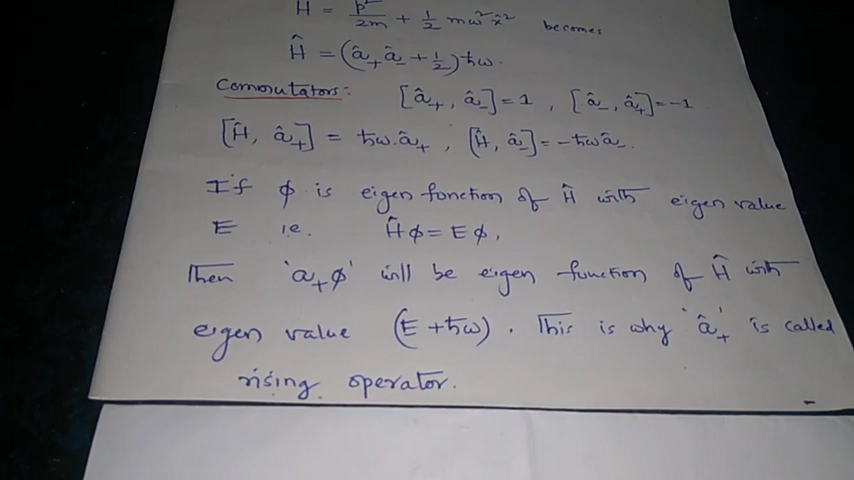 Ĥ = p²/2m + 1/2 mω²x̂² becomes
Ĥ = (â₊ â₋ + 1/2) ħω.
Commutators: [â₊, â₋] = 1 , [â₋, â₊] = -1
[Ĥ, â₊] = ħω.â₊ , [Ĥ, â₋] = -ħωâ₋.
If ϕ is eigen function of Ĥ with eigen value
E ie. Ĥϕ = Eϕ,
Then 'a₊ϕ' will be eigen function of Ĥ with
eigen value (E + ħω). This is why 'â₊' is called
rising operator.